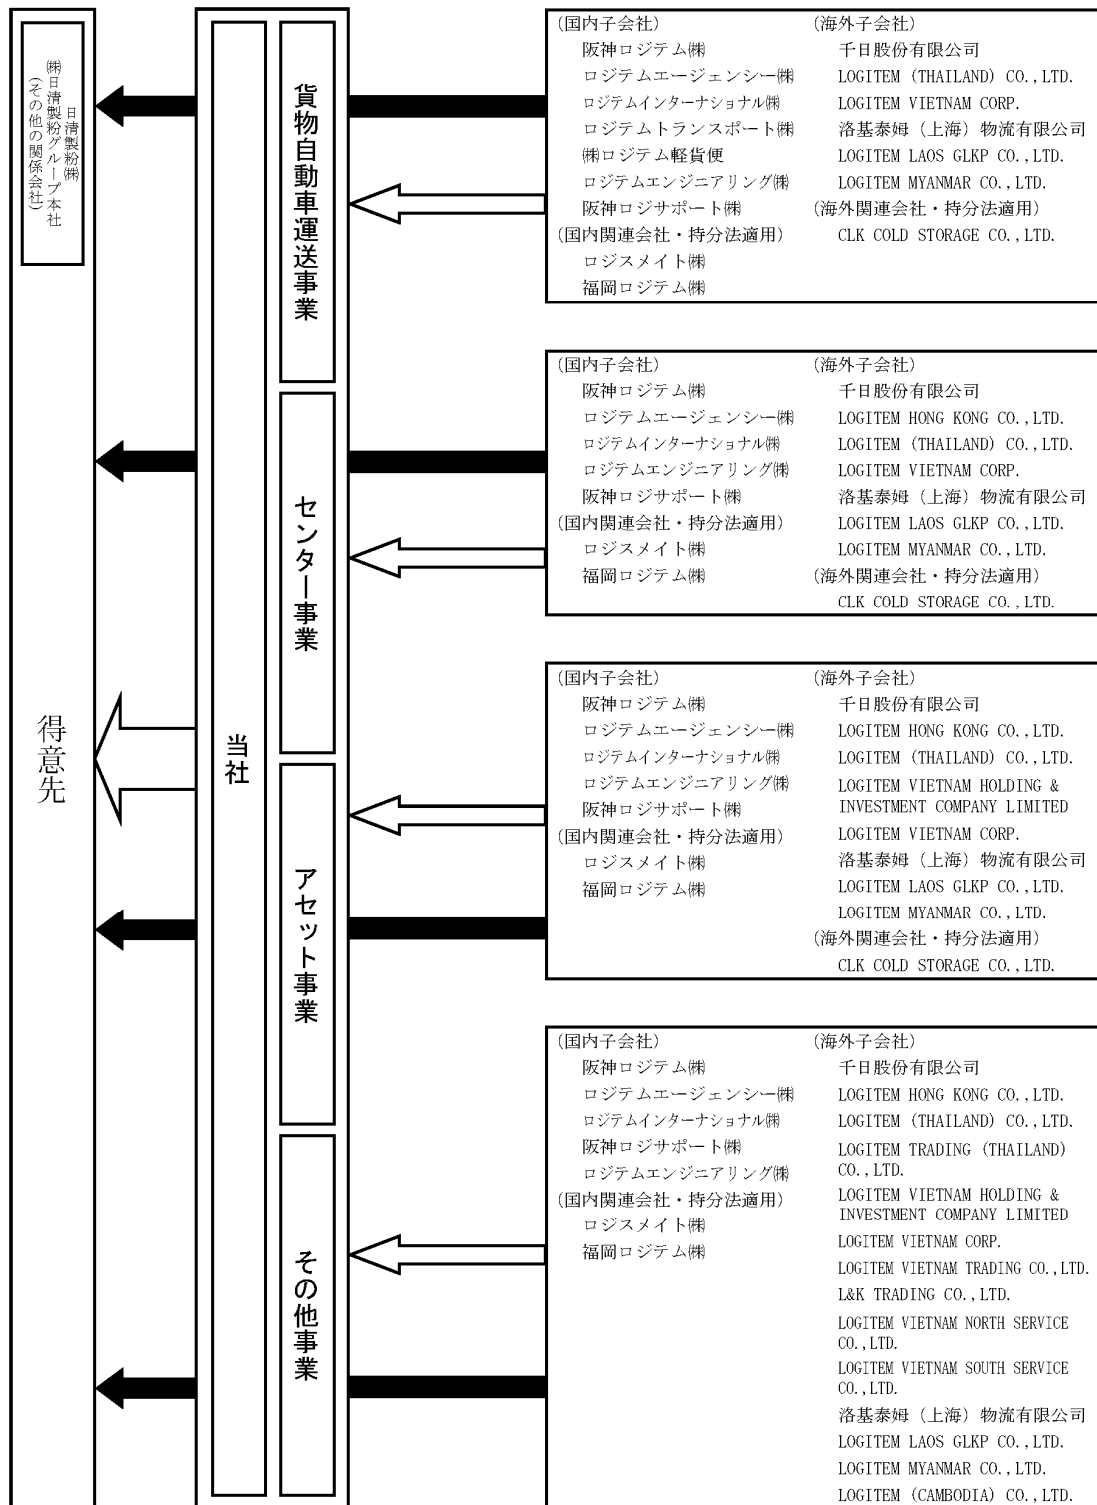 日清製粉㈱
㈱日清製粉グループ本社
(その他の関係会社)
得意先
当社
貨物自動車運送事業
センター事業
アセット事業
その他事業
(国内子会社)
阪神ロジテム㈱
ロジテムエージェンシー㈱
ロジテムインターナショナル㈱
ロジテムトランスポート㈱
㈱ロジテム軽貨便
ロジテムエンジニアリング㈱
阪神ロジサポート㈱
(国内関連会社・持分法適用)
ロジスメイト㈱
福岡ロジテム㈱
(海外子会社)
千日股份有限公司
LOGITEM (THAILAND) CO.,LTD.
LOGITEM VIETNAM CORP.
洛基泰姆（上海）物流有限公司
LOGITEM LAOS GLKP CO.,LTD.
LOGITEM MYANMAR CO.,LTD.
(海外関連会社・持分法適用)
CLK COLD STORAGE CO.,LTD.
(国内子会社)
阪神ロジテム㈱
ロジテムエージェンシー㈱
ロジテムインターナショナル㈱
ロジテムエンジニアリング㈱
阪神ロジサポート㈱
(国内関連会社・持分法適用)
ロジスメイト㈱
福岡ロジテム㈱
(海外子会社)
千日股份有限公司
LOGITEM HONG KONG CO.,LTD.
LOGITEM (THAILAND) CO.,LTD.
LOGITEM VIETNAM CORP.
洛基泰姆（上海）物流有限公司
LOGITEM LAOS GLKP CO.,LTD.
LOGITEM MYANMAR CO.,LTD.
(海外関連会社・持分法適用)
CLK COLD STORAGE CO.,LTD.
(国内子会社)
阪神ロジテム㈱
ロジテムエージェンシー㈱
ロジテムインターナショナル㈱
ロジテムエンジニアリング㈱
阪神ロジサポート㈱
(国内関連会社・持分法適用)
ロジスメイト㈱
福岡ロジテム㈱
(海外子会社)
千日股份有限公司
LOGITEM HONG KONG CO.,LTD.
LOGITEM (THAILAND) CO.,LTD.
LOGITEM VIETNAM HOLDING &
INVESTMENT COMPANY LIMITED
LOGITEM VIETNAM CORP.
洛基泰姆（上海）物流有限公司
LOGITEM LAOS GLKP CO.,LTD.
LOGITEM MYANMAR CO.,LTD.
(海外関連会社・持分法適用)
CLK COLD STORAGE CO.,LTD.
(国内子会社)
阪神ロジテム㈱
ロジテムエージェンシー㈱
ロジテムインターナショナル㈱
阪神ロジサポート㈱
ロジテムエンジニアリング㈱
(国内関連会社・持分法適用)
ロジスメイト㈱
福岡ロジテム㈱
(海外子会社)
千日股份有限公司
LOGITEM HONG KONG CO.,LTD.
LOGITEM (THAILAND) CO.,LTD.
LOGITEM TRADING (THAILAND)
CO.,LTD.
LOGITEM VIETNAM HOLDING &
INVESTMENT COMPANY LIMITED
LOGITEM VIETNAM CORP.
LOGITEM VIETNAM TRADING CO.,LTD.
L&K TRADING CO.,LTD.
LOGITEM VIETNAM NORTH SERVICE
CO.,LTD.
LOGITEM VIETNAM SOUTH SERVICE
CO.,LTD.
洛基泰姆（上海）物流有限公司
LOGITEM LAOS GLKP CO.,LTD.
LOGITEM MYANMAR CO.,LTD.
LOGITEM (CAMBODIA) CO.,LTD.